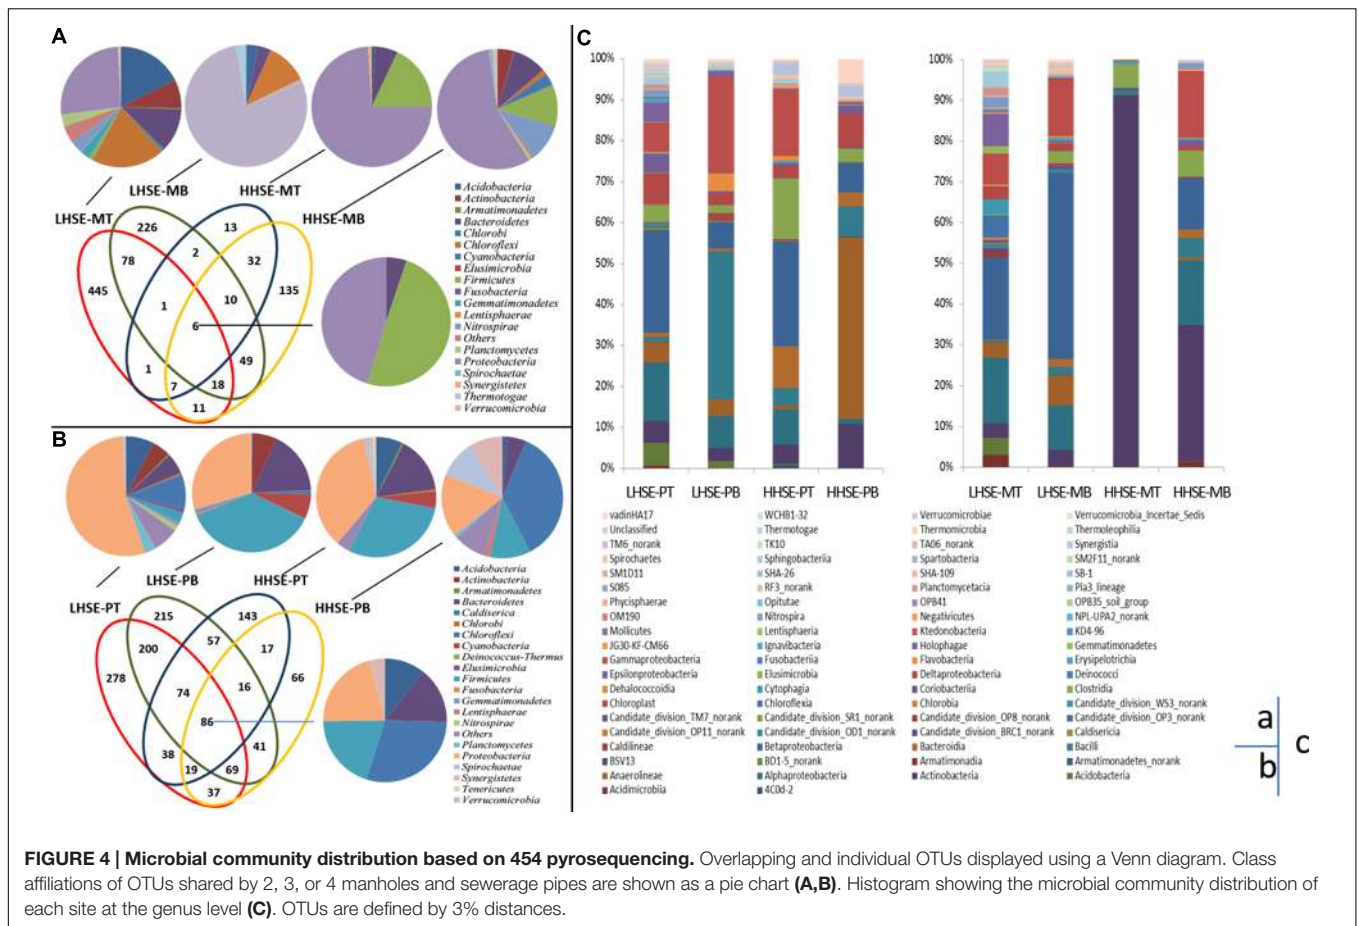 A
LHSE-MB
HHSE-MT
LHSE-MT
HHSE-MB
226
13
78
2
32
445
10
135
1
6
49
1
7
18
11
Acidobacteria
Actinobacteria
Armatimonadetes
Bacteroidetes
Chlorobi
Chloroflexi
Cyanobacteria
Elusimicrobia
Firmicutes
Fusobacteria
Gemmatimonadetes
Lentisphaerae
Nitrospirae
Others
Planctomycetes
Proteobacteria
Spirochaetae
Synergistetes
Thermotogae
Verrucomicrobia
B
LHSE-PB
HHSE-PT
LHSE-PT
HHSE-PB
215
143
57
17
200
278
16
66
74
86
41
38
19
69
37
Acidobacteria
Actinobacteria
Armatimonadetes
Bacteroidetes
Caldiserica
Chlorobi
Chloroflexi
Cyanobacteria
Deinococcus-Thermus
Elusimicrobia
Firmicutes
Fusobacteria
Gemmatimonadetes
Lentisphaerae
Nitrospirae
Others
Planctomycetes
Proteobacteria
Spirochaetae
Synergistetes
Tenericutes
Verrucomicrobia
C
100%
90%
80%
70%
60%
50%
40%
30%
20%
10%
0%
LHSE-PT LHSE-PB HHSE-PT HHSE-PB
100%
90%
80%
70%
60%
50%
40%
30%
20%
10%
0%
LHSE-MT LHSE-MB HHSE-MT HHSE-MB
vadinHA17 WCHB1-32 Verrucomicrobiae Verrucomicrobia_Incertae_Sedis
Unclassified Thermotogae Thermomicrobia Thermoleophilia
TM6_norank TK10 TA06_norank Synergistia
Spirochaetes Sphingobacteriia Spartobacteria SM2F11_norank
SM1D11 SHA-26 SHA-109 SB-1
S085 RF3_norank Planctomycetacia Pla3_lineage
Phycisphaerae Opitutae OPB41 OPB35_soil_group
OM190 Nitrospira Negativicutes NPL-UPA2_norank
Mollicutes Lentisphaeria Ktedonobacteria KD4-96
JG30-KF-CM66 Ignavibacteria Holophagae Gemmatimonadetes
Gammaproteobacteria Fusobacteriia Flavobacteria Erysipelotrichia
Epsilonproteobacteria Elusimicrobia Deltaproteobacteria Deinococci
Dehalococcoidia Cytophagia Coriobacteriia Clostridia
Chloroplast Chloroflexia Chlorobia Candidate_division_WS3_norank
Candidate_division_TM7_norank Candidate_division_SR1_norank Candidate_division_OP8_norank Candidate_division_OP3_norank
Candidate_division_OP11_norank Candidate_division_OD1_norank Candidate_division_BRC1_norank Caldisericia
Caldilineae Betaproteobacteria Bacteroidia Bacilli
BSV13 BD1-5_norank Armatimonadia Armatimonadetes_norank
Anaerolineae Alphaproteobacteria Actinobacteria Acidobacteria
Acidimicrobiia 4C0d-2
a
b
c
FIGURE 4 | Microbial community distribution based on 454 pyrosequencing. Overlapping and individual OTUs displayed using a Venn diagram. Class
affiliations of OTUs shared by 2, 3, or 4 manholes and sewerage pipes are shown as a pie chart (A,B). Histogram showing the microbial community distribution of
each site at the genus level (C). OTUs are defined by 3% distances.